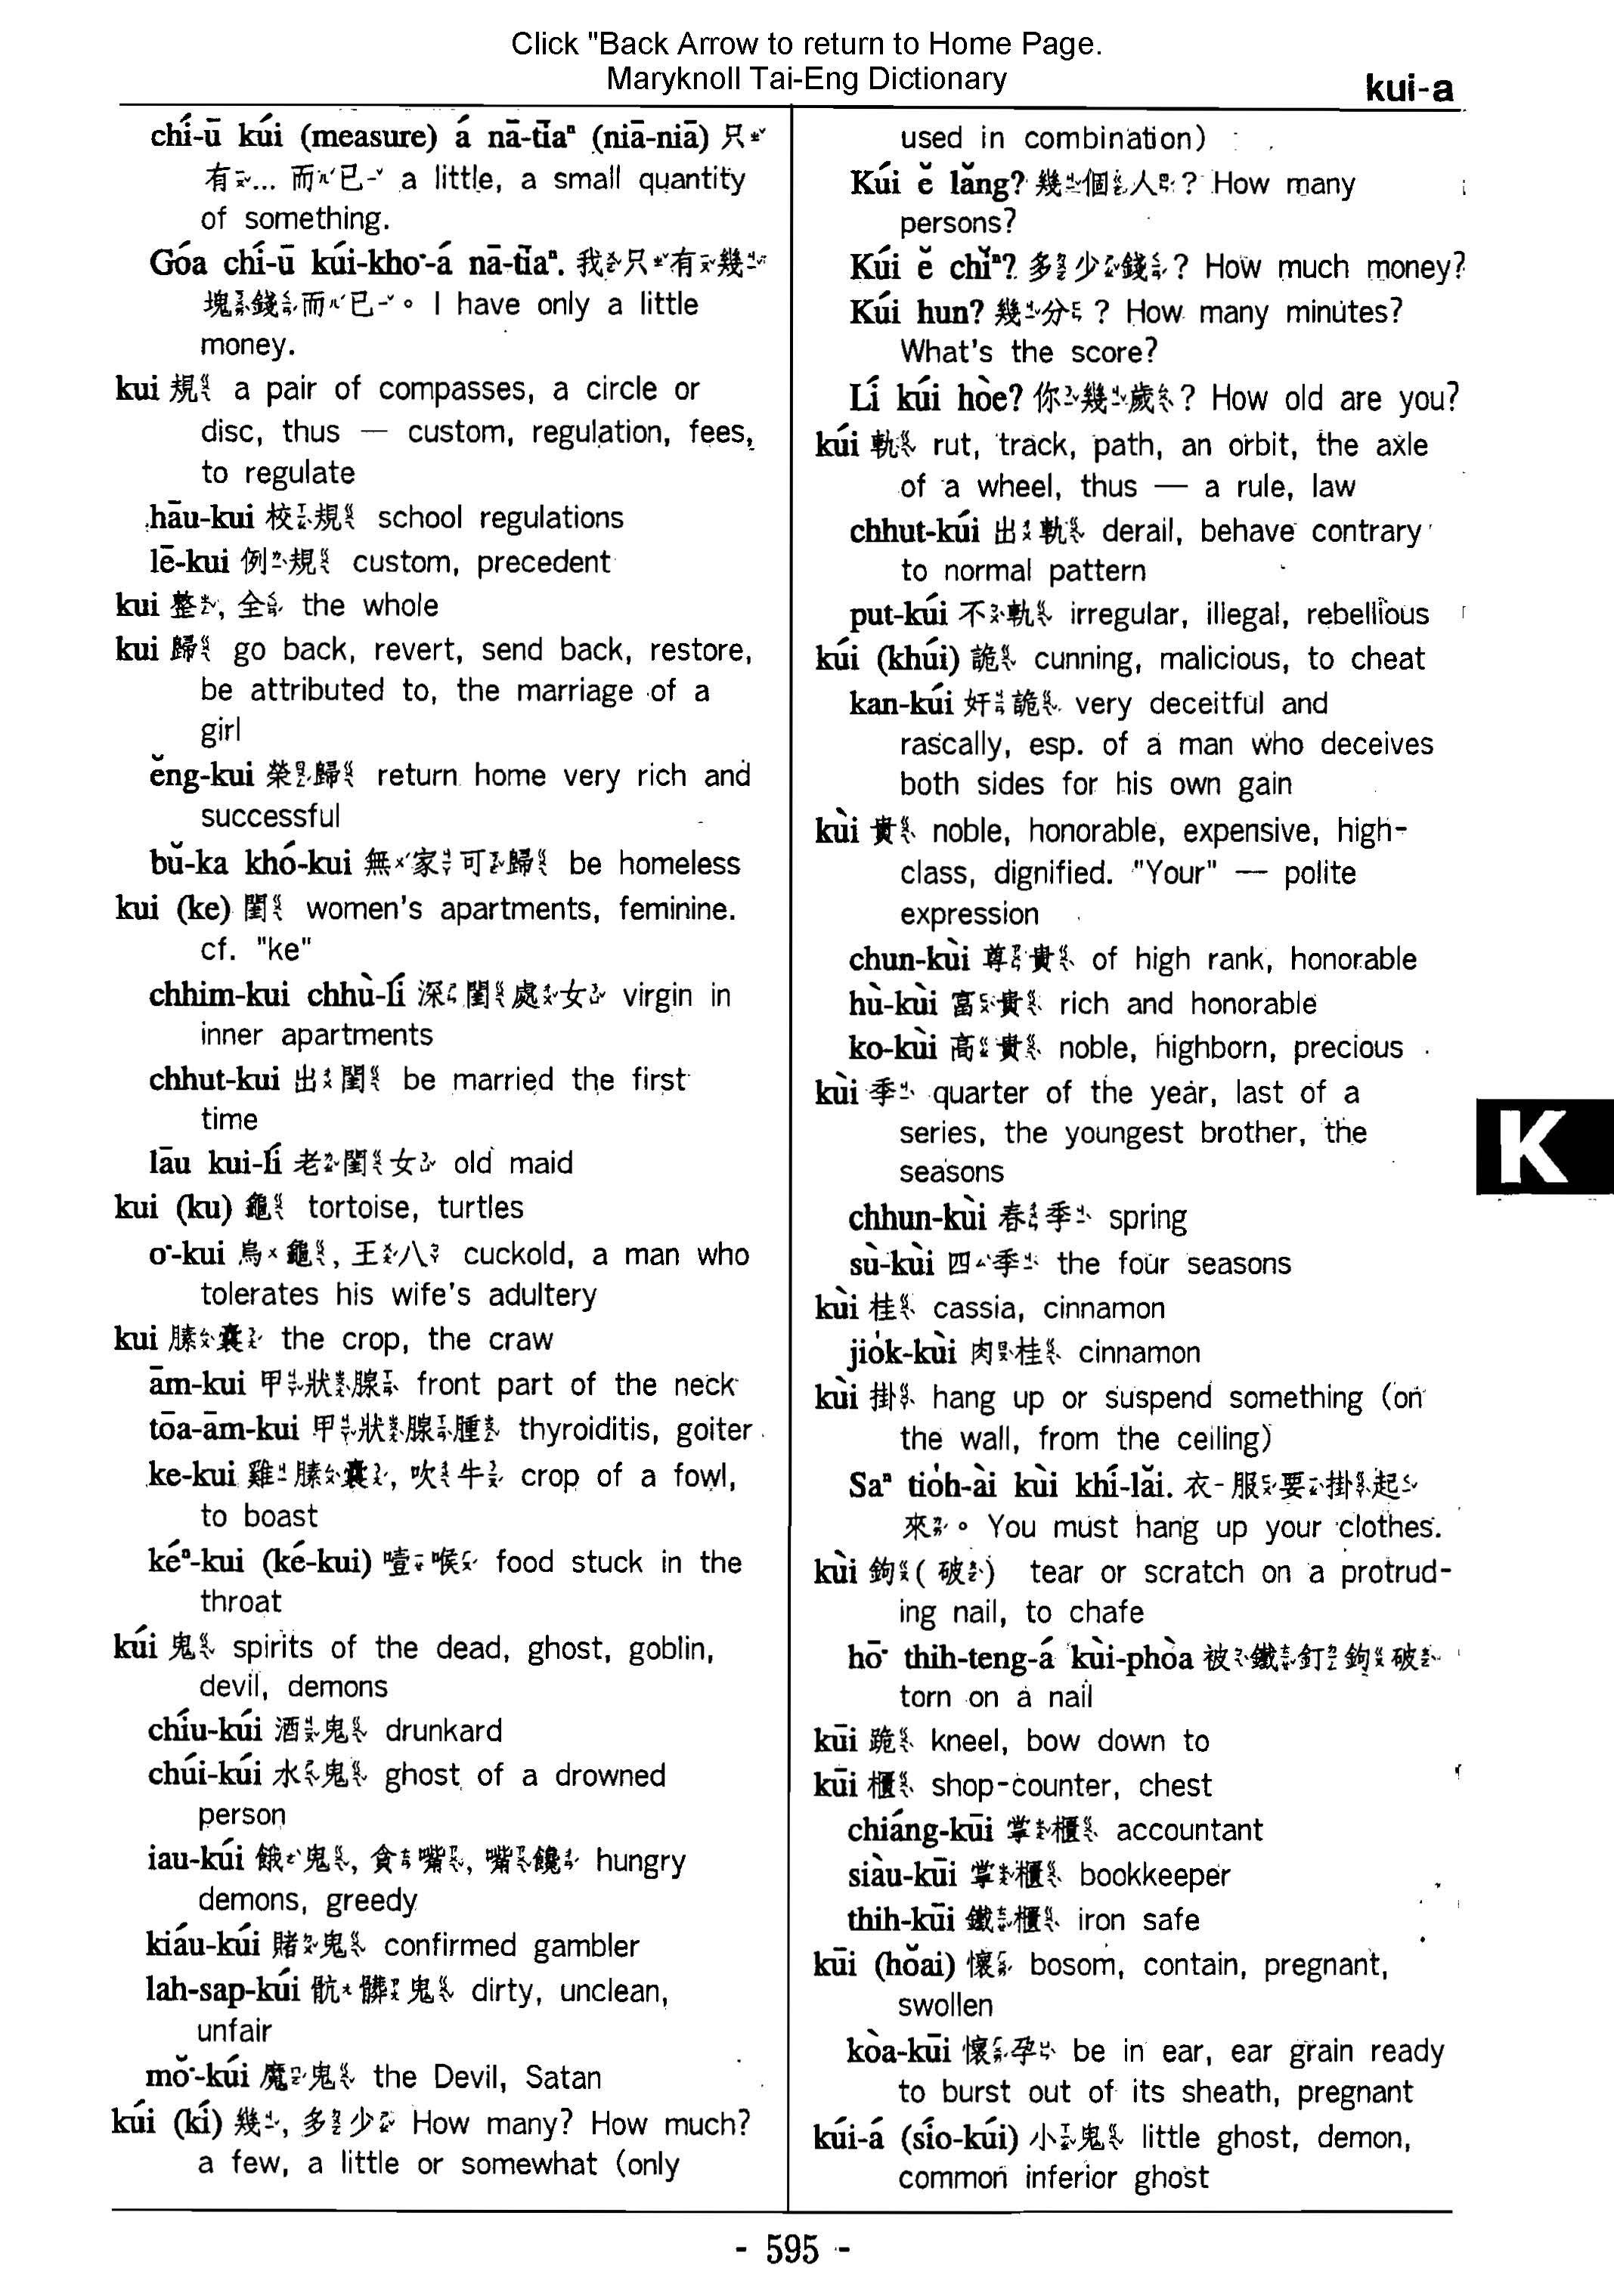 Click "Back Arrow to return to Home Page.
Maryknoll Tai-Eng Dictionary
kui-a
chí-ū kúi (measure) á nā-tīaⁿ (niā-niā) 只
有... 而已 a little, a small quantity
of something.
Góa chí-ū kúi-kho͘-á nā-tīaⁿ. 我只有幾
塊錢而已。 I have only a little
money.
kui 規 a pair of compasses, a circle or
disc, thus — custom, regulation, fees,
to regulate
hāu-kui 校規 school regulations
lē-kui 例規 custom, precedent
kui 整, 全 the whole
kui 歸 go back, revert, send back, restore,
be attributed to, the marriage of a
girl
ĕng-kui 榮歸 return home very rich and
successful
bŭ-ka khó-kui 無家可歸 be homeless
kui (ke) 閨 women's apartments, feminine.
cf. "ke"
chhim-kui chhù-lí 深閨處女 virgin in
inner apartments
chhut-kui 出閨 be married the first
time
lāu kui-lí 老閨女 old maid
kui (ku) 龜 tortoise, turtles
o͘-kui 烏龜, 王八 cuckold, a man who
tolerates his wife's adultery
kui 膆囊 the crop, the craw
ām-kui 甲狀腺 front part of the neck
tōa-ām-kui 甲狀腺腫 thyroiditis, goiter
ke-kui 雞膆囊, 吹牛 crop of a fowl,
to boast
kéⁿ-kui (ké-kui) 噎喉 food stuck in the
throat
kúi 鬼 spirits of the dead, ghost, goblin,
devil, demons
chíu-kúi 酒鬼 drunkard
chúi-kúi 水鬼 ghost of a drowned
person
iau-kúi 餓鬼, 貪嘴, 嘴饞 hungry
demons, greedy
kiáu-kúi 賭鬼 confirmed gambler
lah-sap-kúi 骯髒鬼 dirty, unclean,
unfair
mŏ͘-kúi 魔鬼 the Devil, Satan
kúi (kí) 幾, 多少 How many? How much?
a few, a little or somewhat (only
used in combination)
Kúi ĕ lăng? 幾個人? How many
persons?
Kúi ĕ chĭⁿ? 多少錢? How much money?
Kúi hun? 幾分? How many minutes?
What's the score?
Lí kúi hòe? 你幾歲? How old are you?
kúi 軌 rut, track, path, an orbit, the axle
of a wheel, thus — a rule, law
chhut-kúi 出軌 derail, behave contrary
to normal pattern
put-kúi 不軌 irregular, illegal, rebellious
kúi (khúi) 詭 cunning, malicious, to cheat
kan-kúi 奸詭 very deceitful and
rascally, esp. of a man who deceives
both sides for his own gain
kùi 貴 noble, honorable, expensive, high-
class, dignified. "Your" — polite
expression
chun-kùi 尊貴 of high rank, honorable
hù-kùi 富貴 rich and honorable
ko-kùi 高貴 noble, highborn, precious
kùi 季 quarter of the year, last of a
series, the youngest brother, the
seasons
chhun-kùi 春季 spring
sù-kùi 四季 the four seasons
kùi 桂 cassia, cinnamon
jio̍k-kùi 肉桂 cinnamon
kùi 掛 hang up or suspend something (on
the wall, from the ceiling)
Saⁿ tio̍h-ài kùi khí-lăi. 衣服要掛起
來。 You must hang up your clothes.
kùi 鉤(破) tear or scratch on a protrud-
ing nail, to chafe
hō͘ thih-teng-á kùi-phòa 被鐵釘鉤破
torn on a nail
kūi 跪 kneel, bow down to
kūi 櫃 shop-counter, chest
chiáng-kūi 掌櫃 accountant
siàu-kūi 掌櫃 bookkeeper
thih-kūi 鐵櫃 iron safe
kūi (hŏai) 懷 bosom, contain, pregnant,
swollen
kòa-kūi 懷孕 be in ear, ear grain ready
to burst out of its sheath, pregnant
kúi-á (sío-kúi) 小鬼 little ghost, demon,
common inferior ghost
K
- 595 -